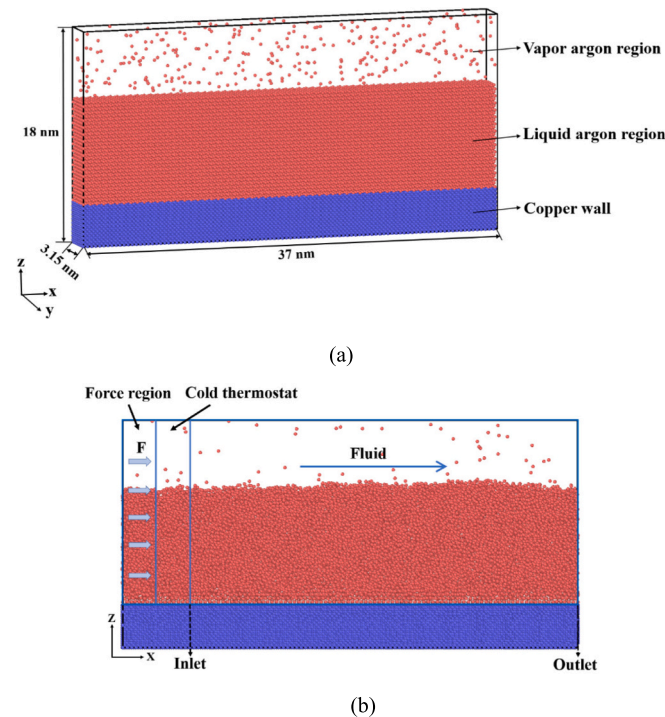 Vapor argon region
18 nm
Liquid argon region
Copper wall
3.15 nm
37 nm
z
x
y
(a)
Force region
Cold thermostat
F
Fluid
z
x
Inlet
Outlet
(b)